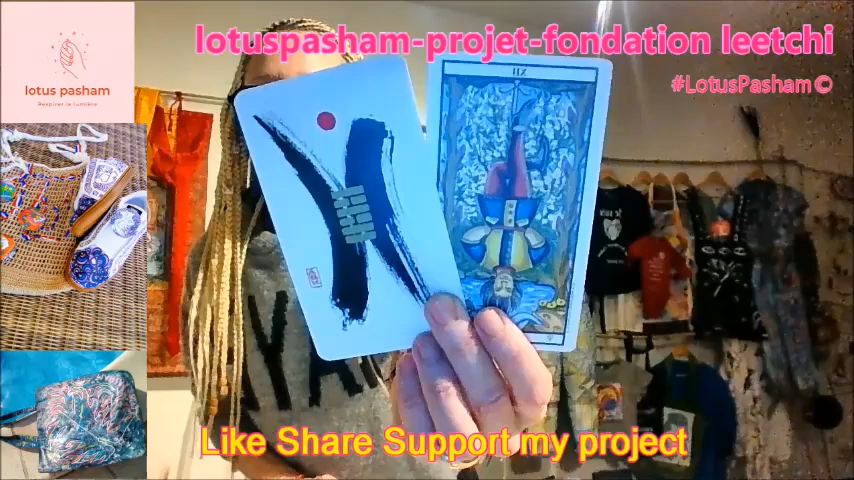 lotuspasham-projet-fondation leetchi
#LotusPasham©
lotus pasham
Respirer la lumière
XII
Like Share Support my project